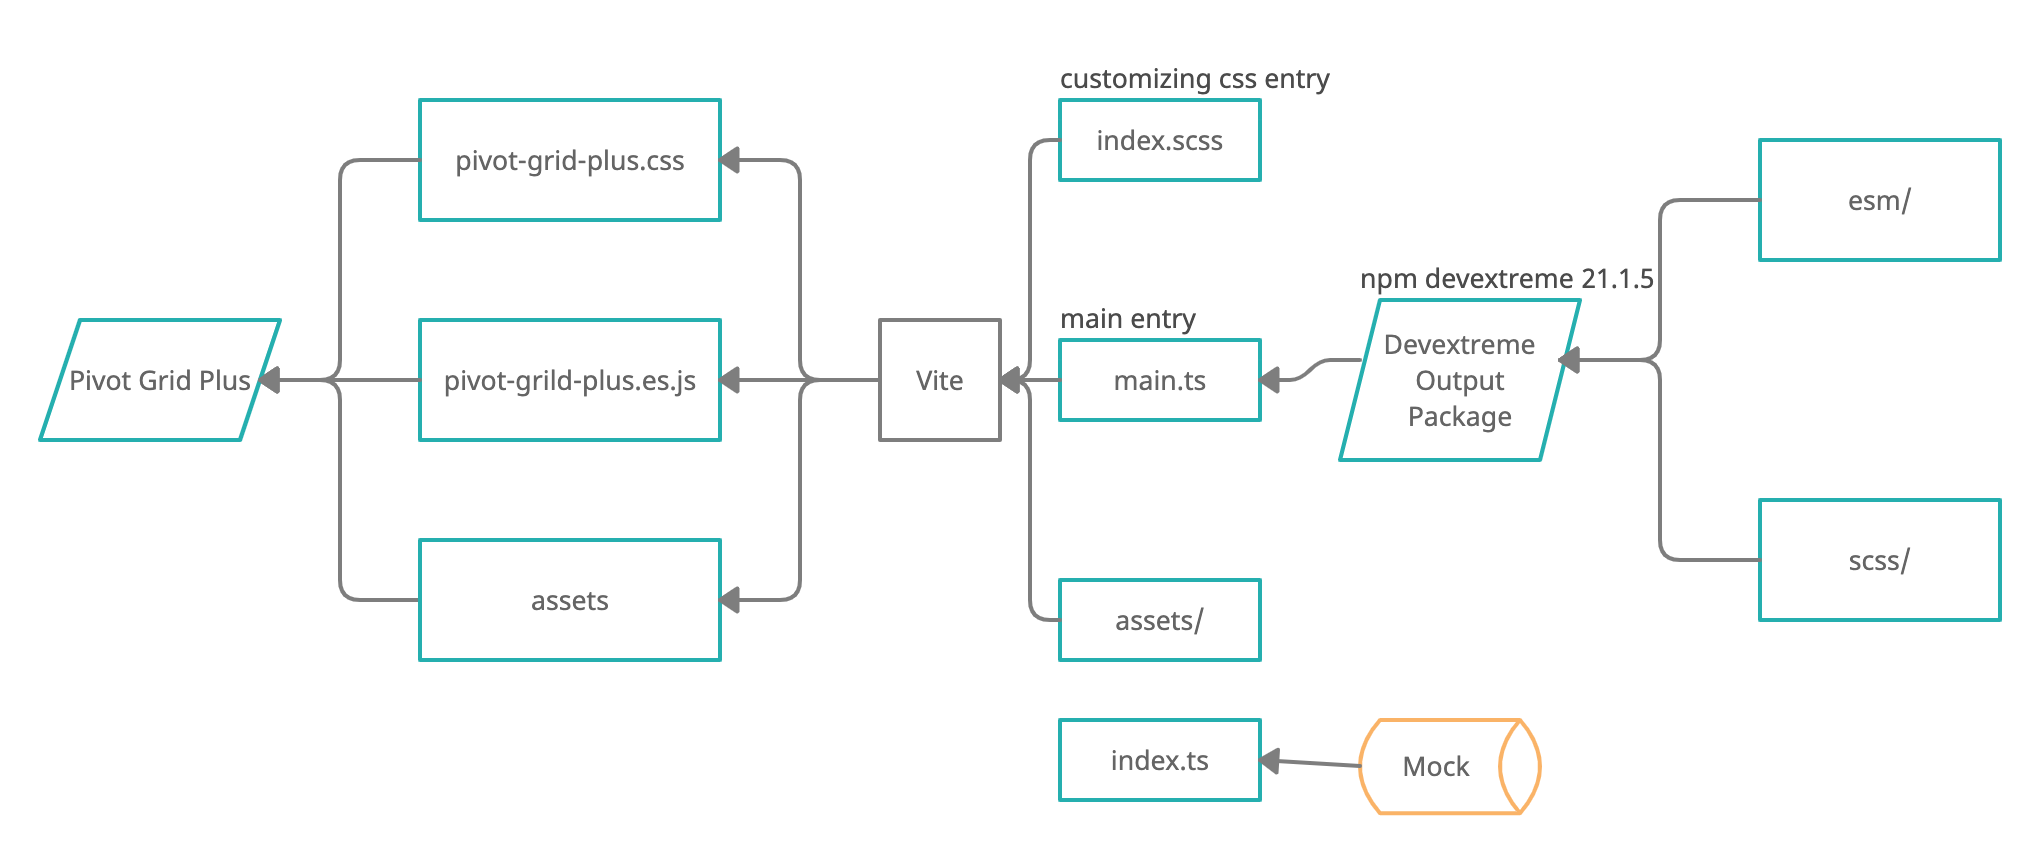 customizing css entry
index.scss
pivot-grid-plus.css
esm/
npm devextreme 21.1.5
main entry
Pivot Grid Plus
pivot-grild-plus.es.js
Vite
main.ts
Devextreme
Output
Package
assets
assets/
scss/
index.ts
Mock